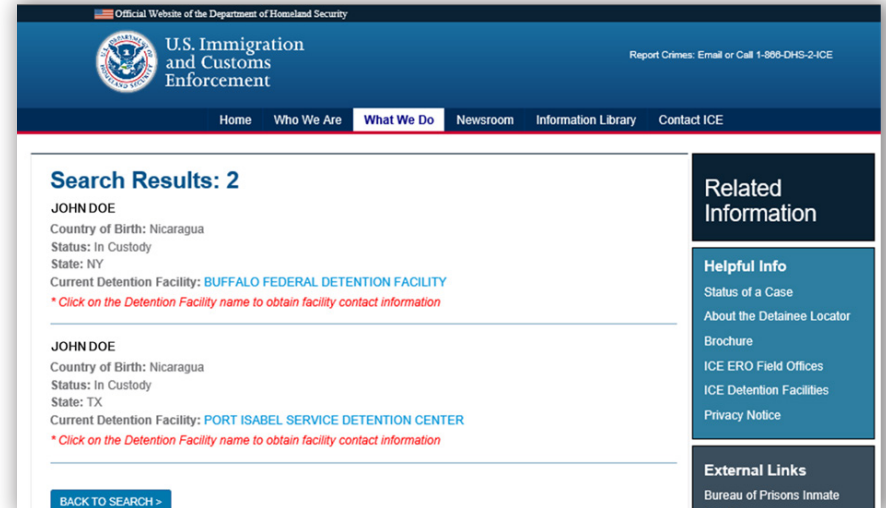 Official Website of the Department of Homeland Security
U.S. Immigration
and Customs
Enforcement
Report Crimes: Email or Call 1-866-DHS-2-ICE
Home Who We Are What We Do Newsroom Information Library Contact ICE
Search Results: 2
JOHN DOE
Country of Birth: Nicaragua
Status: In Custody
State: NY
Current Detention Facility: BUFFALO FEDERAL DETENTION FACILITY
* Click on the Detention Facility name to obtain facility contact information
JOHN DOE
Country of Birth: Nicaragua
Status: In Custody
State: TX
Current Detention Facility: PORT ISABEL SERVICE DETENTION CENTER
* Click on the Detention Facility name to obtain facility contact information
BACK TO SEARCH >
Related
Information
Helpful Info
Status of a Case
About the Detainee Locator
Brochure
ICE ERO Field Offices
ICE Detention Facilities
Privacy Notice
External Links
Bureau of Prisons Inmate